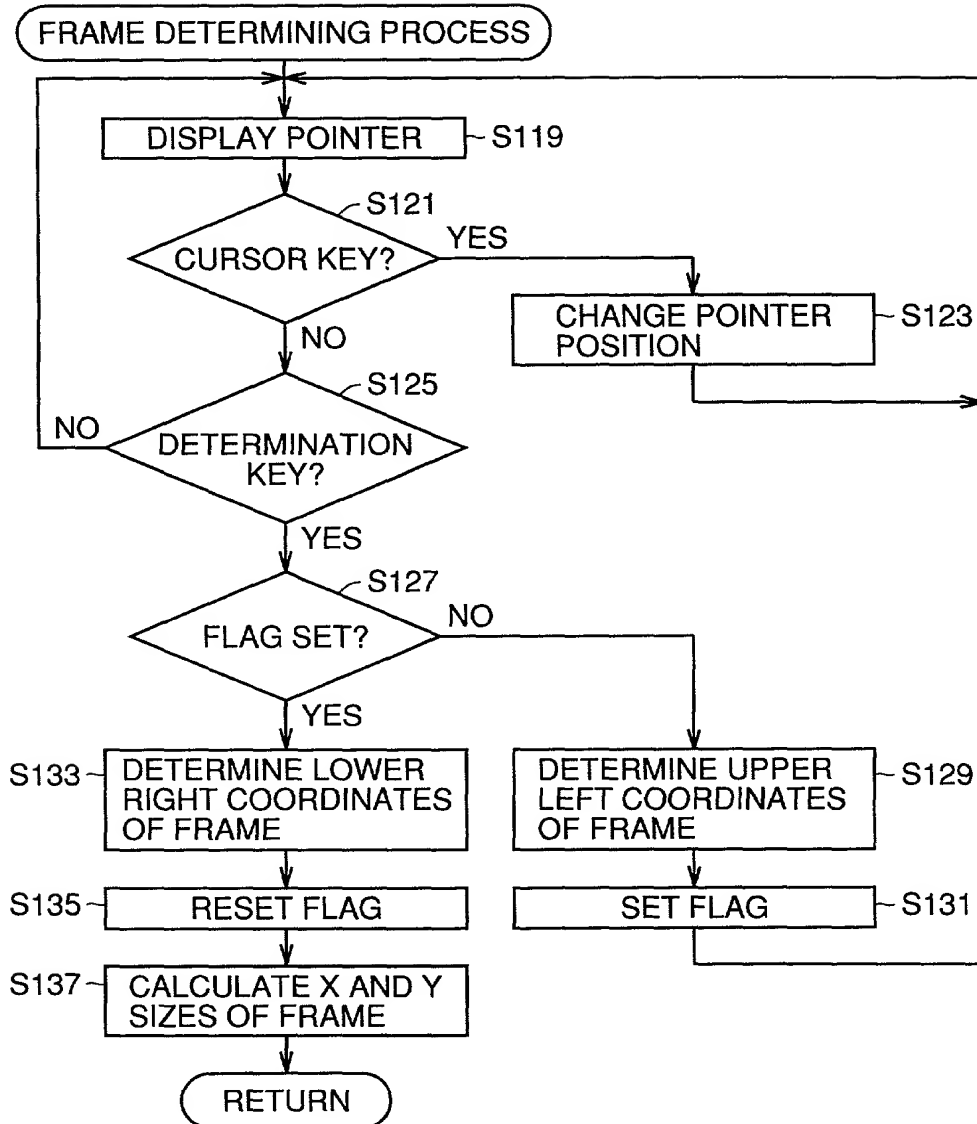 FRAME DETERMINING PROCESS
DISPLAY POINTER
S119
S121
CURSOR KEY?
YES
CHANGE POINTER
POSITION
S123
NO
S125
NO
DETERMINATION
KEY?
YES
S127
FLAG SET?
NO
YES
S133
DETERMINE LOWER
RIGHT COORDINATES
OF FRAME
DETERMINE UPPER
LEFT COORDINATES
OF FRAME
S129
S135
RESET FLAG
SET FLAG
S131
S137
CALCULATE X AND Y
SIZES OF FRAME
RETURN